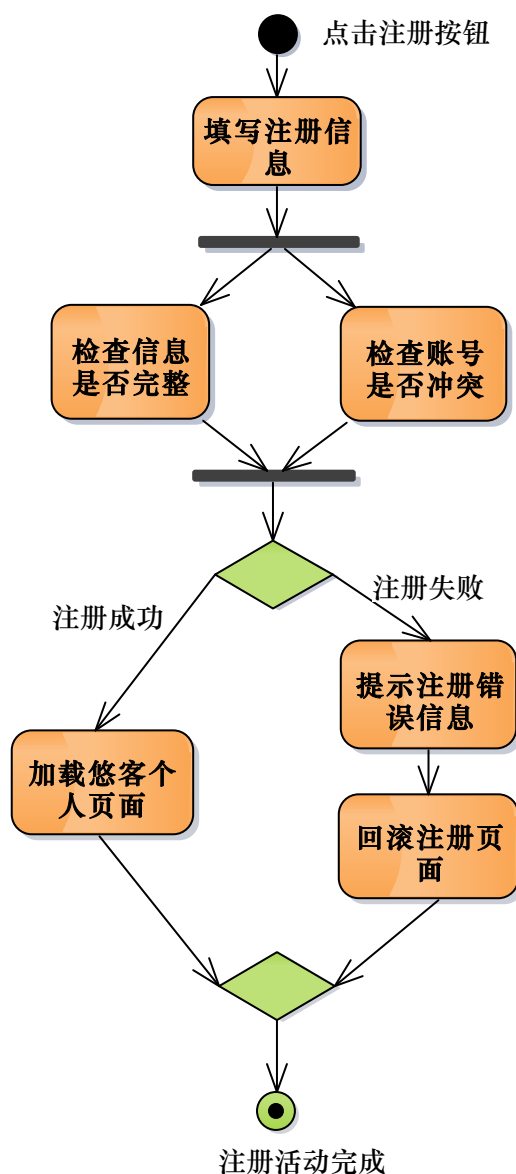 点击注册按钮
填写注册信
息
检查信息
是否完整
检查账号
是否冲突
注册成功
注册失败
提示注册错
误信息
加载悠客个
人页面
回滚注册页
面
注册活动完成